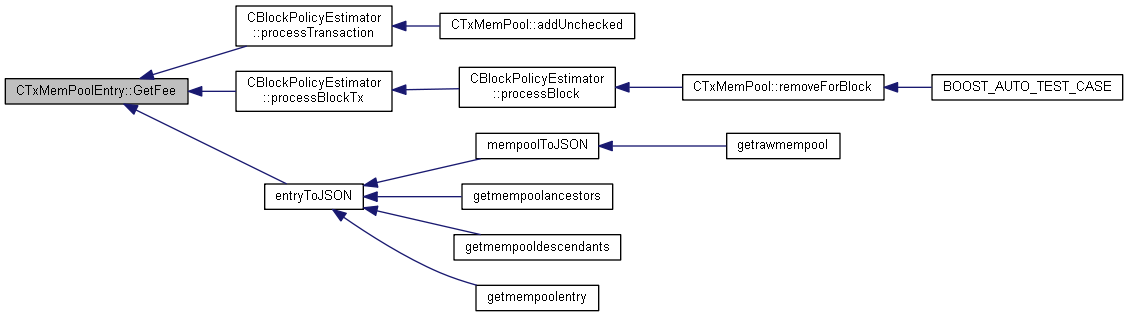 CBlockPolicyEstimator
::processTransaction
CTxMemPool::addUnchecked
CTxMemPoolEntry::GetFee
CBlockPolicyEstimator
::processBlockTx
CBlockPolicyEstimator
::processBlock
CTxMemPool::removeForBlock
BOOST_AUTO_TEST_CASE
mempoolToJSON
getrawmempool
entryToJSON
getmempoolancestors
getmempooldescendants
getmempoolentry